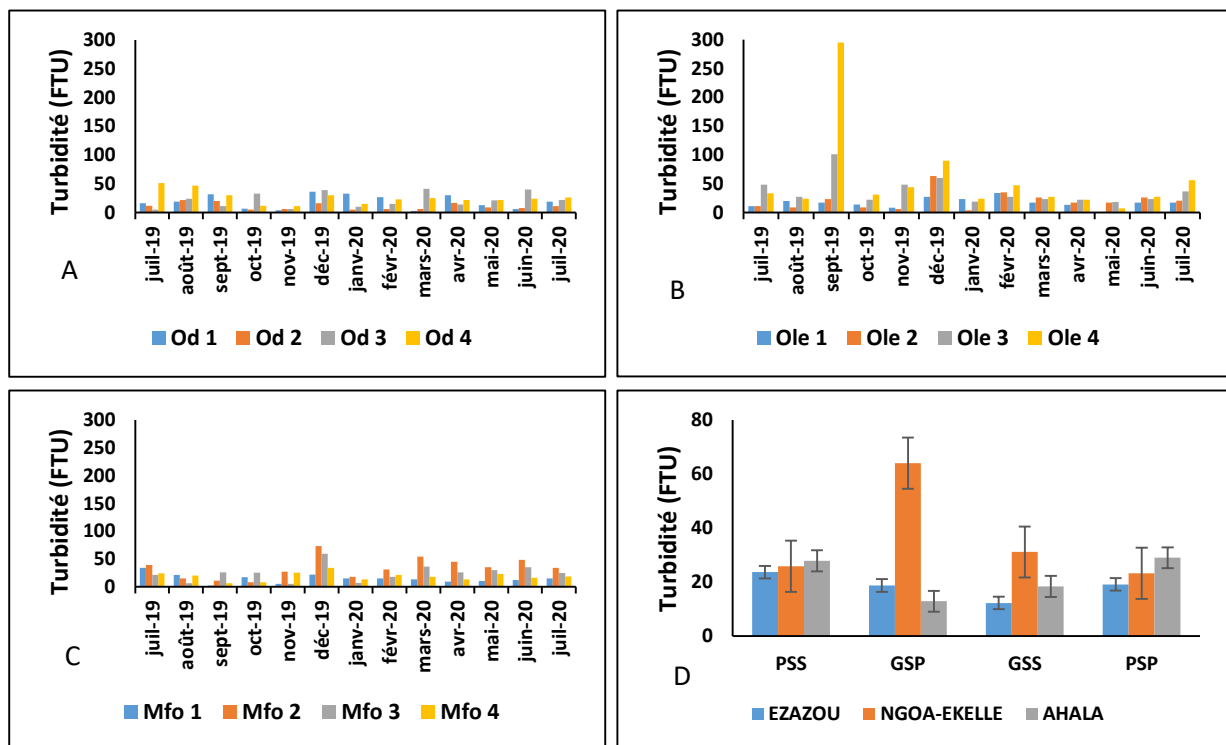 Turbidité (FTU)
300
250
200
150
100
50
0
juil-19
août-19
sept-19
oct-19
nov-19
déc-19
janv-20
févr-20
mars-20
avr-20
mai-20
juin-20
juil-20
A
Od 1 Od 2 Od 3 Od 4
Turbidité (FTU)
300
250
200
150
100
50
0
juil-19
août-19
sept-19
oct-19
nov-19
déc-19
janv-20
févr-20
mars-20
avr-20
mai-20
juin-20
juil-20
B
Ole 1 Ole 2 Ole 3 Ole 4
Turbidité (FTU)
300
250
200
150
100
50
0
juil-19
août-19
sept-19
oct-19
nov-19
déc-19
janv-20
févr-20
mars-20
avr-20
mai-20
juin-20
juil-20
C
Mfo 1 Mfo 2 Mfo 3 Mfo 4
Turbidité (FTU)
80
60
40
20
0
PSS GSP GSS PSP
D
EZAZOU NGOA-EKELLE AHALA